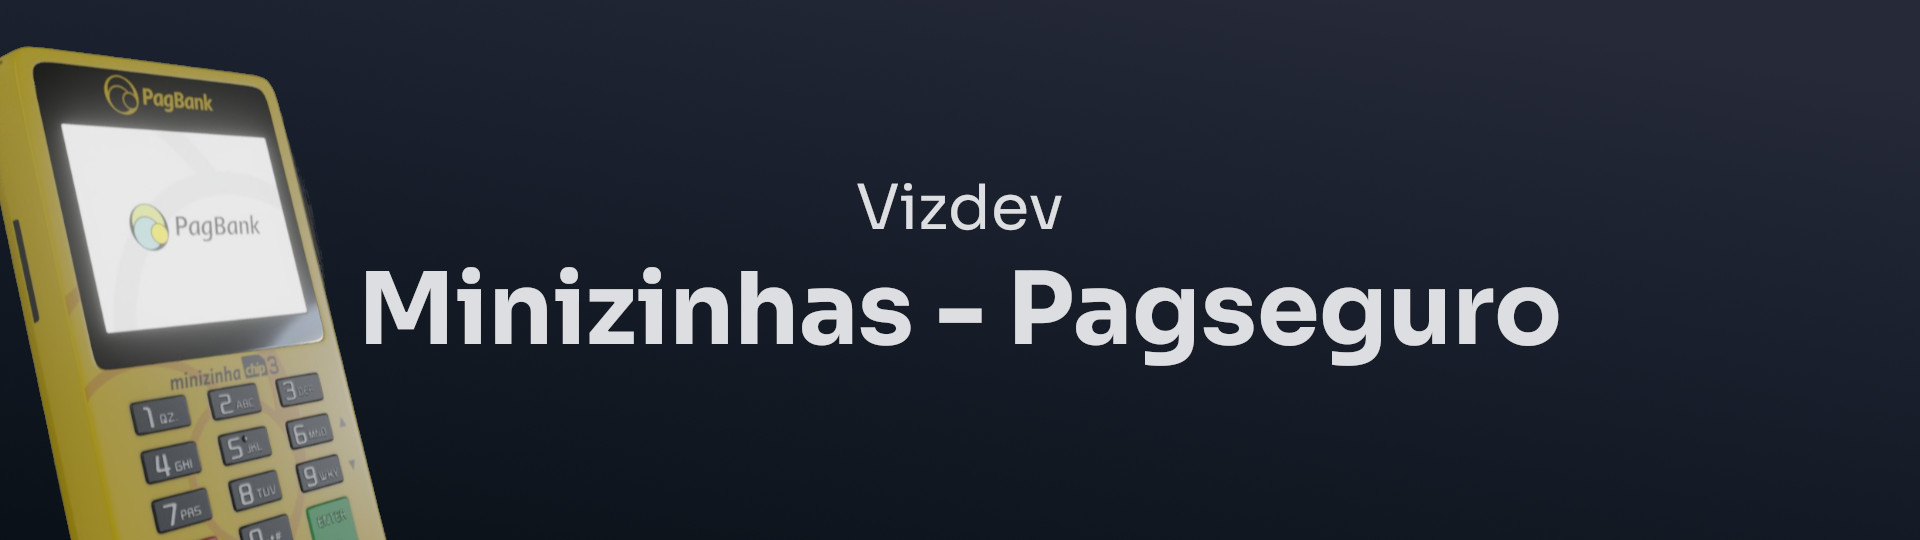 PagBank
PagBank
Vizdev
Minizinhas - Pagseguro
minizinha chip 3
1 QZ. 2 ABC 3 DEF
4 GHI 5 JKL 6 MNO
7 PRS 8 TUV 9 WXY
ENTER